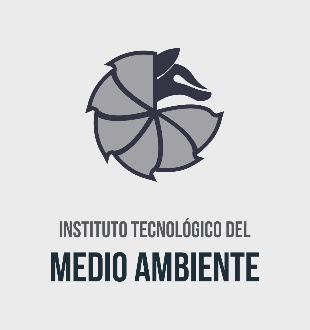 INSTITUTO TECNOLÓGICO DEL
MEDIO AMBIENTE